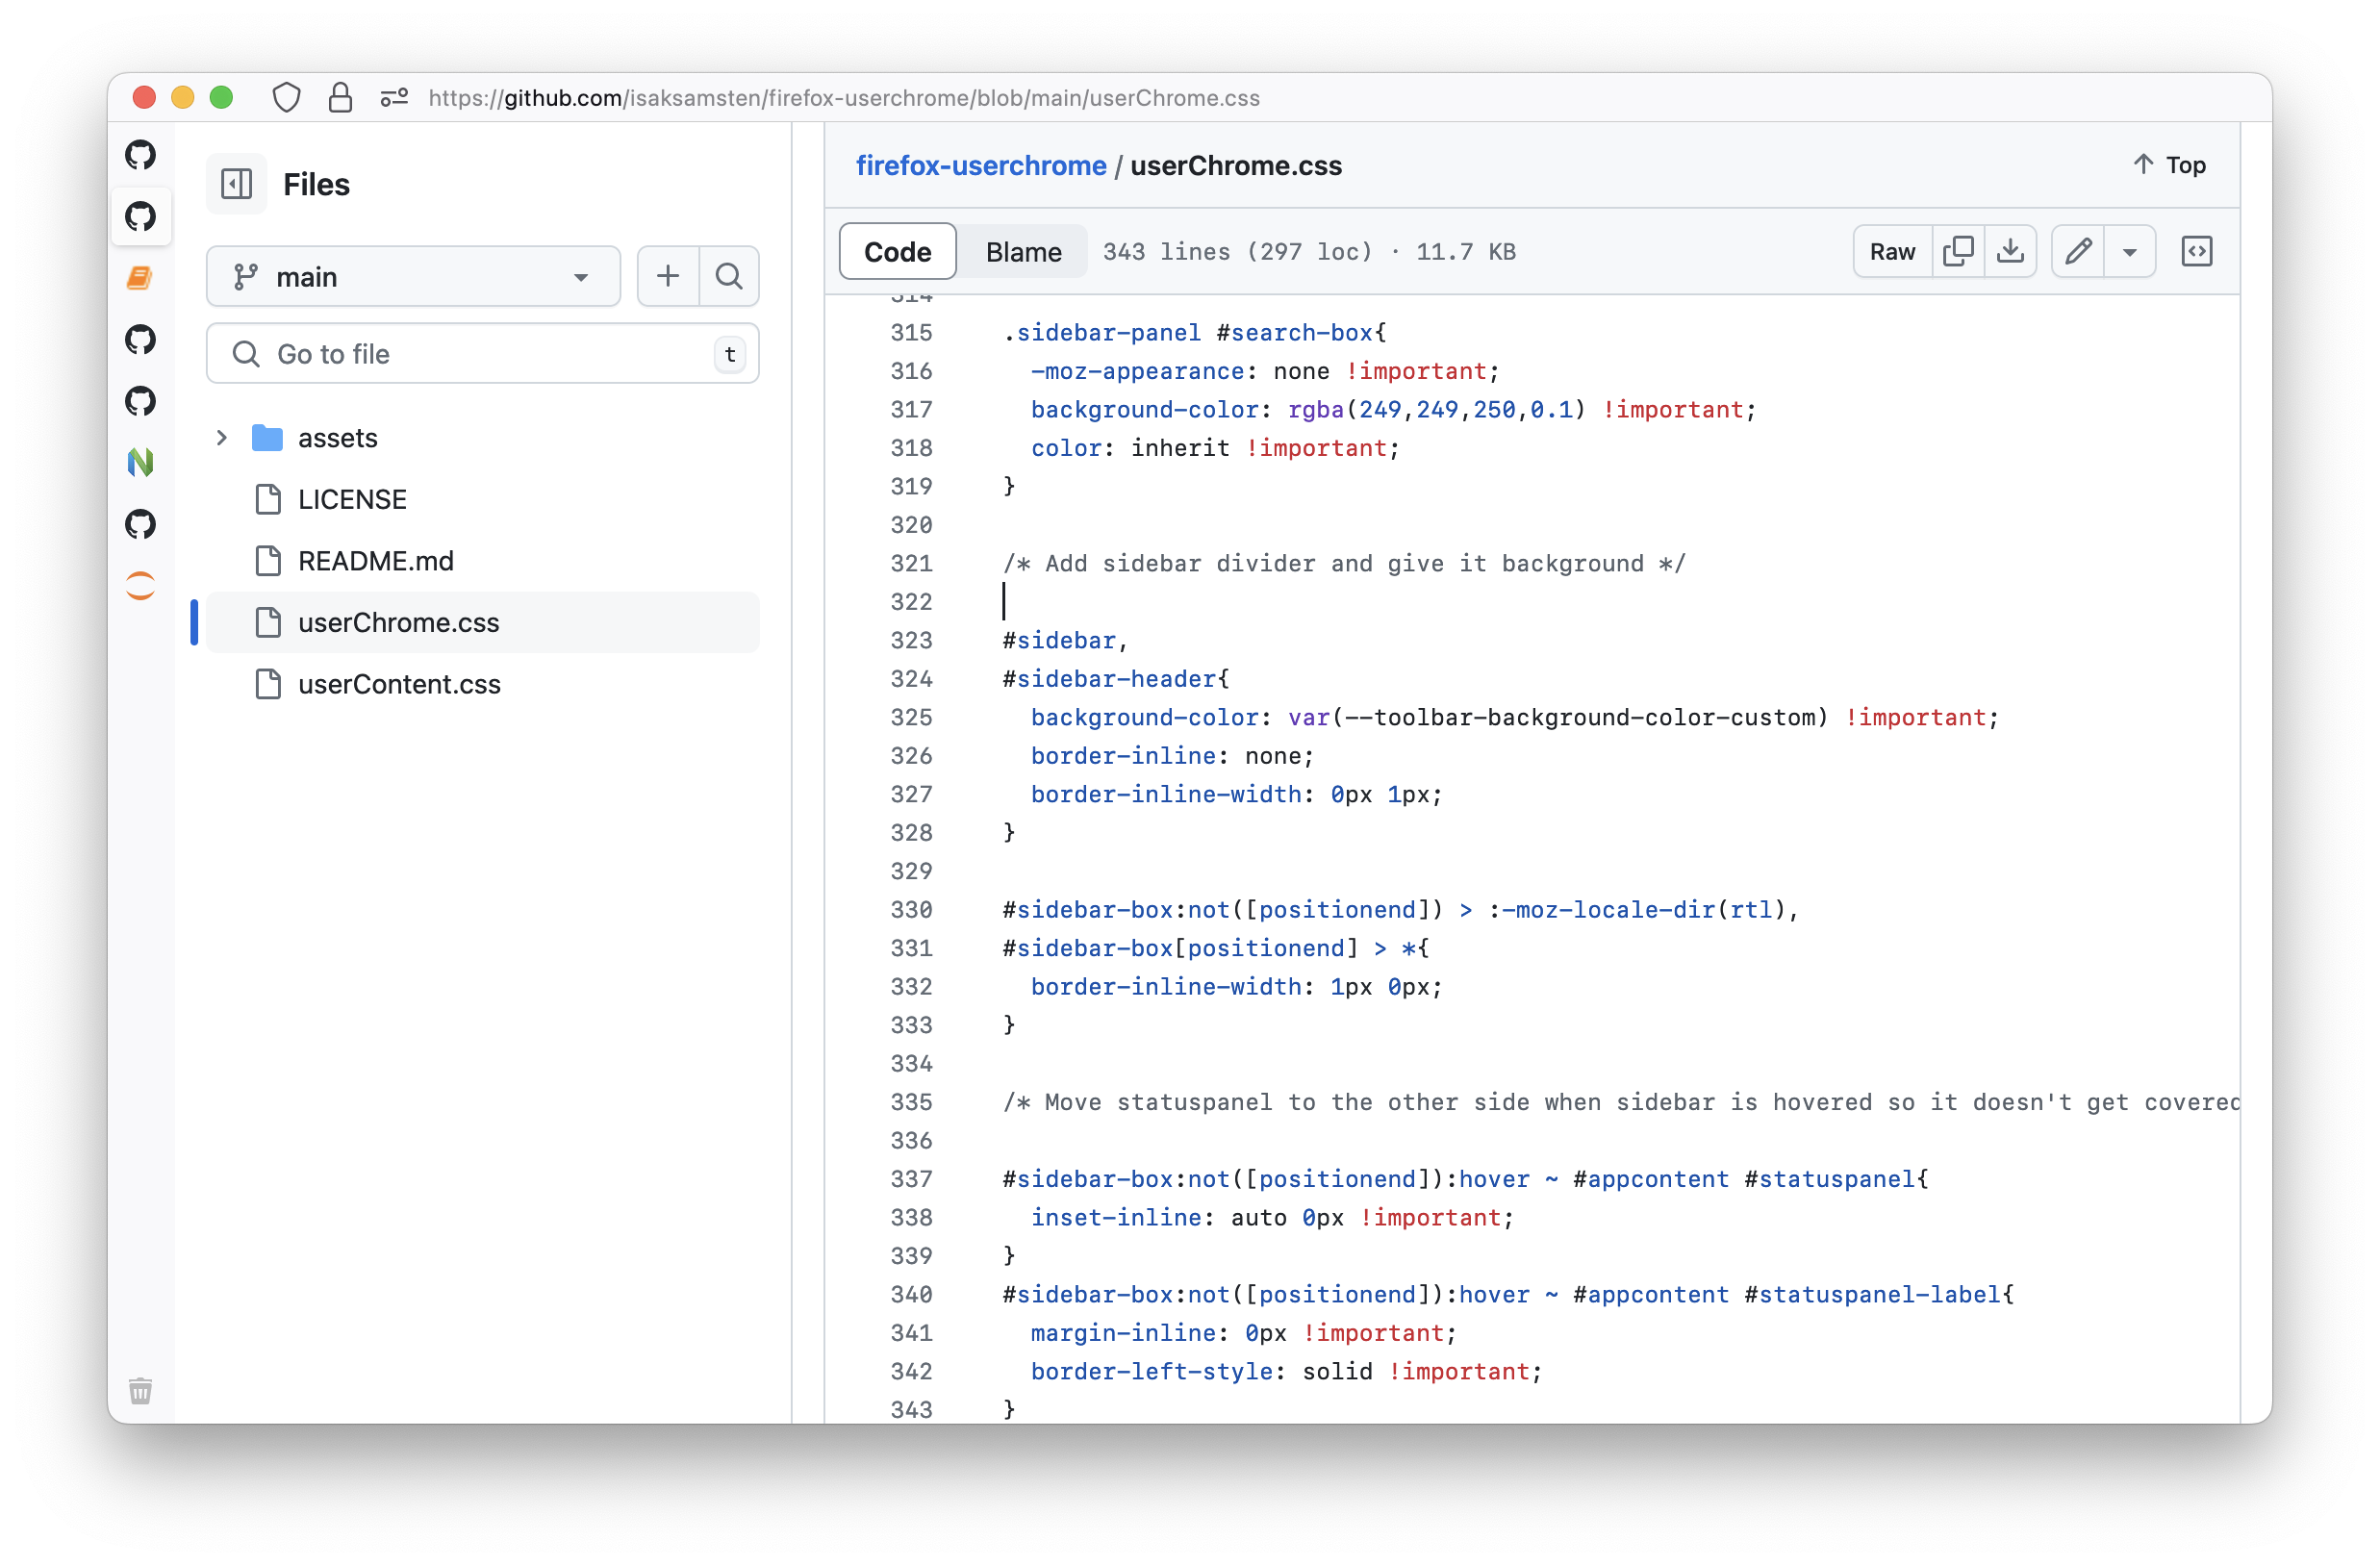 https://github.com/isaksamsten/firefox-userchrome/blob/main/userChrome.css
Files
main
Go to file
t
assets
LICENSE
README.md
userChrome.css
userContent.css
firefox-userchrome / userChrome.css
Top
Code
Blame
343 lines (297 loc) · 11.7 KB
Raw
314
315 .sidebar-panel #search-box{
316   -moz-appearance: none !important;
317   background-color: rgba(249,249,250,0.1) !important;
318   color: inherit !important;
319 }
320
321 /* Add sidebar divider and give it background */
322
323 #sidebar,
324 #sidebar-header{
325   background-color: var(--toolbar-background-color-custom) !important;
326   border-inline: none;
327   border-inline-width: 0px 1px;
328 }
329
330 #sidebar-box:not([positionend]) > :-moz-locale-dir(rtl),
331 #sidebar-box[positionend] > *{
332   border-inline-width: 1px 0px;
333 }
334
335 /* Move statuspanel to the other side when sidebar is hovered so it doesn't get covered
336
337 #sidebar-box:not([positionend]):hover ~ #appcontent #statuspanel{
338   inset-inline: auto 0px !important;
339 }
340 #sidebar-box:not([positionend]):hover ~ #appcontent #statuspanel-label{
341   margin-inline: 0px !important;
342   border-left-style: solid !important;
343 }